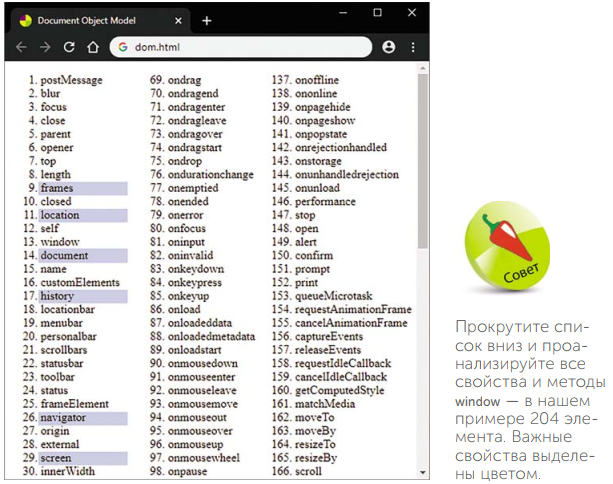 Document Object Model
dom.html
1. postMessage
2. blur
3. focus
4. close
5. parent
6. opener
7. top
8. length
9. frames
10. closed
11. location
12. self
13. window
14. document
15. name
16. customElements
17. history
18. locationbar
19. menubar
20. personalbar
21. scrollbars
22. statusbar
23. toolbar
24. status
25. frameElement
26. navigator
27. origin
28. external
29. screen
30. innerWidth
69. ondrag
70. ondragend
71. ondragenter
72. ondragleave
73. ondragover
74. ondragstart
75. ondrop
76. ondurationchange
77. onemptied
78. onended
79. onerror
80. onfocus
81. oninput
82. oninvalid
83. onkeydown
84. onkeypress
85. onkeyup
86. onload
87. onloadeddata
88. onloadedmetadata
89. onloadstart
90. onmousedown
91. onmouseenter
92. onmouseleave
93. onmousemove
94. onmouseout
95. onmouseover
96. onmouseup
97. onmousewheel
98. onpause
137. onoffline
138. ononline
139. onpagehide
140. onpageshow
141. onpopstate
142. onrejectionhandled
143. onstorage
144. onunhandledrejection
145. onunload
146. performance
147. stop
148. open
149. alert
150. confirm
151. prompt
152. print
153. queueMicrotask
154. requestAnimationFrame
155. cancelAnimationFrame
156. captureEvents
157. releaseEvents
158. requestIdleCallback
159. cancelIdleCallback
160. getComputedStyle
161. matchMedia
162. moveTo
163. moveBy
164. resizeTo
165. resizeBy
166. scroll
Совет
Прокрутите спи-
сок вниз и проа-
нализируйте все
свойства и методы
window — в нашем
примере 204 эле-
мента. Важные
свойства выделе-
ны цветом.